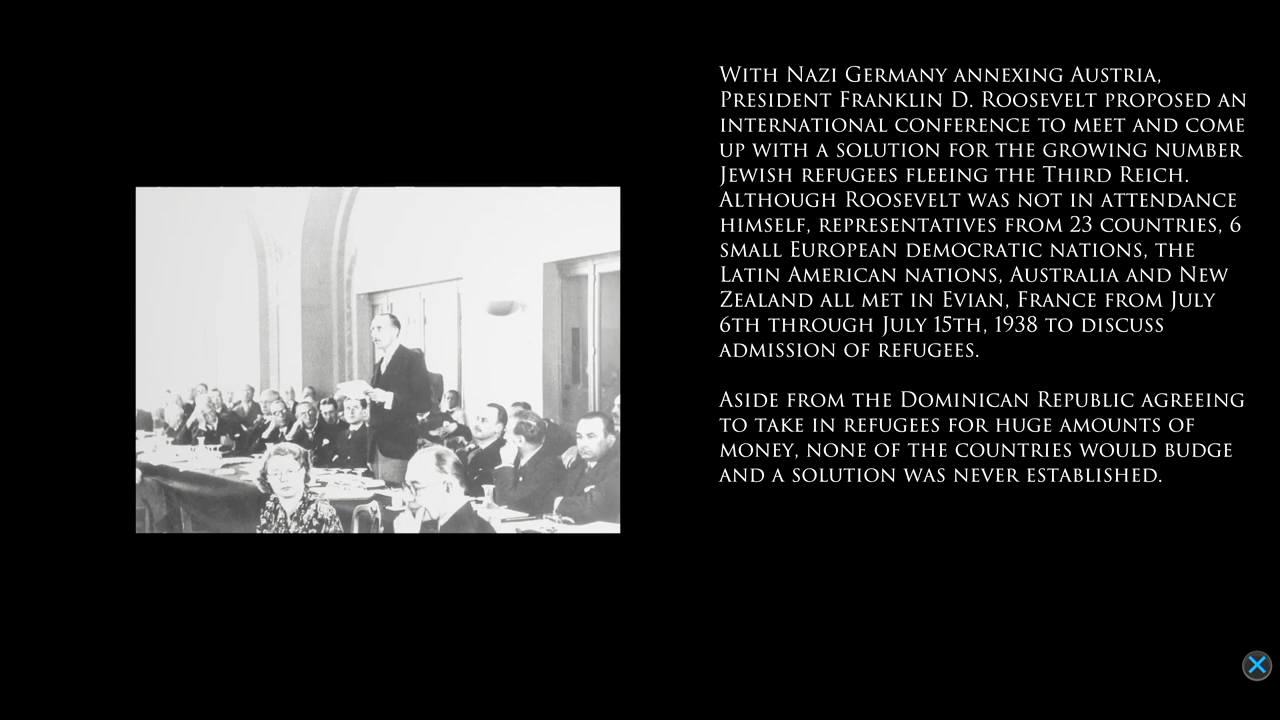 With Nazi Germany annexing Austria,
President Franklin D. Roosevelt proposed an
international conference to meet and come
up with a solution for the growing number
Jewish refugees fleeing the Third Reich.
Although Roosevelt was not in attendance
himself, representatives from 23 countries, 6
small European democratic nations, the
Latin American nations, Australia and New
Zealand all met in Evian, France from July
6th through July 15th, 1938 to discuss
admission of refugees.
Aside from the Dominican Republic agreeing
to take in refugees for huge amounts of
money, none of the countries would budge
and a solution was never established.